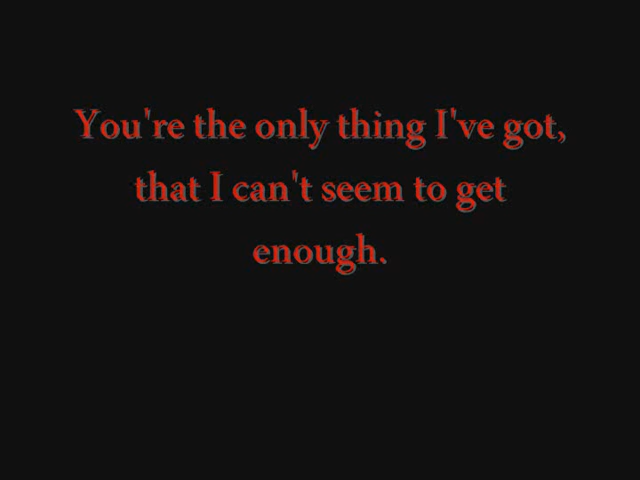 You're the only thing I've got,
that I can't seem to get
enough.